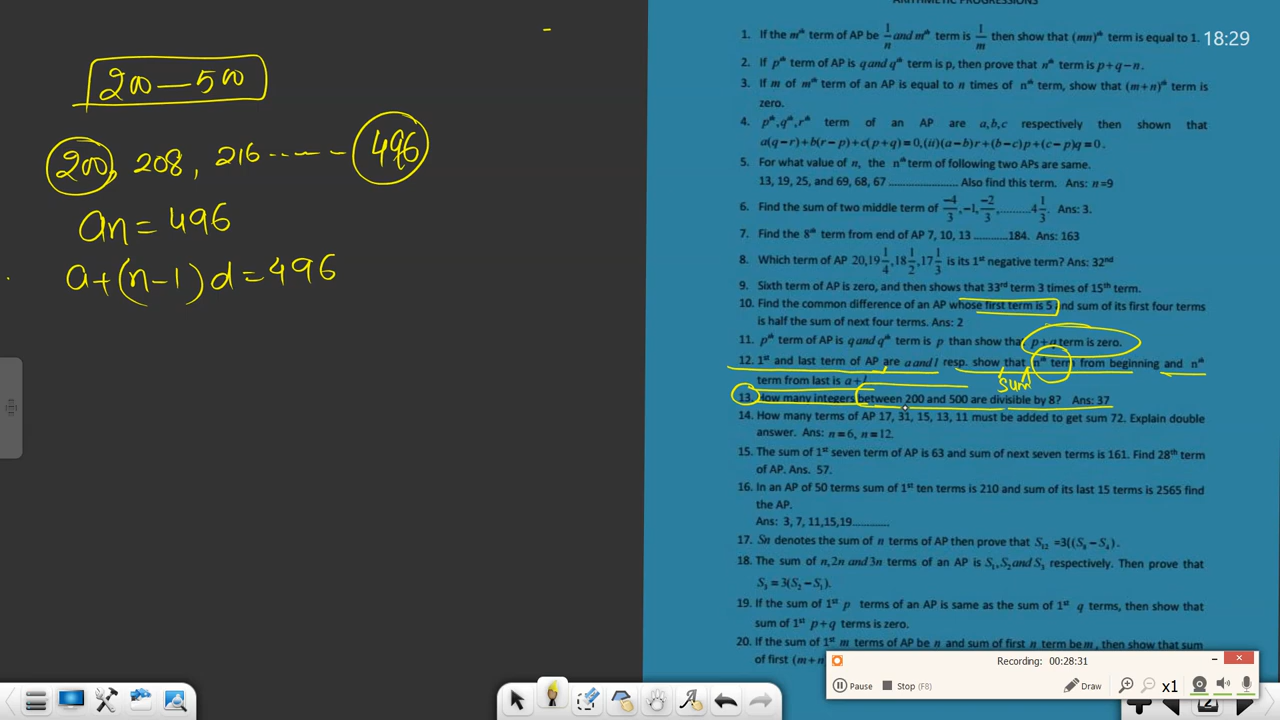 200 — 500
200, 208, 216 ------ 496
an = 496
a+(n-1)d=496
ARITHMETIC PROGRESSIONS
18:29
1. If the mth term of AP be 1/n and mth term is 1/m then show that (mn)th term is equal to 1.
2. If pth term of AP is q and qth term is p, then prove that nth term is p+q−n.
3. If m of mth term of an AP is equal to n times of nth term, show that (m+n)th term is
zero.
4. pth,qth,rth term of an AP are a,b,c respectively then shown that
a(q−r)+b(r−p)+c(p+q)=0,(ii)(a−b)r+(b−c)p+(c−p)q=0.
5. For what value of n, the nth term of following two APs are same.
13, 19, 25, and 69, 68, 67 ........................ Also find this term. Ans: n=9
6. Find the sum of two middle term of −4/3,−1,−2/3,.........4 1/3. Ans: 3.
7. Find the 8th term from end of AP 7, 10, 13 ...........184. Ans: 163
8. Which term of AP 20,19 1/4,18 1/2,17 1/3 is its 1st negative term? Ans: 32nd
9. Sixth term of AP is zero, and then shows that 33rd term 3 times of 15th term.
10. Find the common difference of an AP whose first term is 5 and sum of its first four terms
is half the sum of next four terms. Ans: 2
11. pth term of AP is q and qth term is p than show that p+q term is zero.
12. 1st and last term of AP are a and l resp. show that nth term from beginning and nth
term from last is a+l
sum
13. How many integers between 200 and 500 are divisible by 8? Ans: 37
14. How many terms of AP 17, 31, 15, 13, 11 must be added to get sum 72. Explain double
answer. Ans: n=6, n=12.
15. The sum of 1st seven term of AP is 63 and sum of next seven terms is 161. Find 28th term
of AP. Ans. 57.
16. In an AP of 50 terms sum of 1st ten terms is 210 and sum of its last 15 terms is 2565 find
the AP.
Ans: 3, 7, 11,15,19............
17. Sn denotes the sum of n terms of AP then prove that S12 =3((S8−S4).
18. The sum of n,2n and 3n terms of an AP is S1,S2 and S3 respectively. Then prove that
S3=3(S2−S1).
19. If the sum of 1st p terms of an AP is same as the sum of 1st q terms, then show that
sum of 1st p+q terms is zero.
20. If the sum of 1st m terms of AP be n and sum of first n term be m, then show that sum
of first (m+n
Recording: 00:28:31
Pause Stop (F8) Draw x1
2